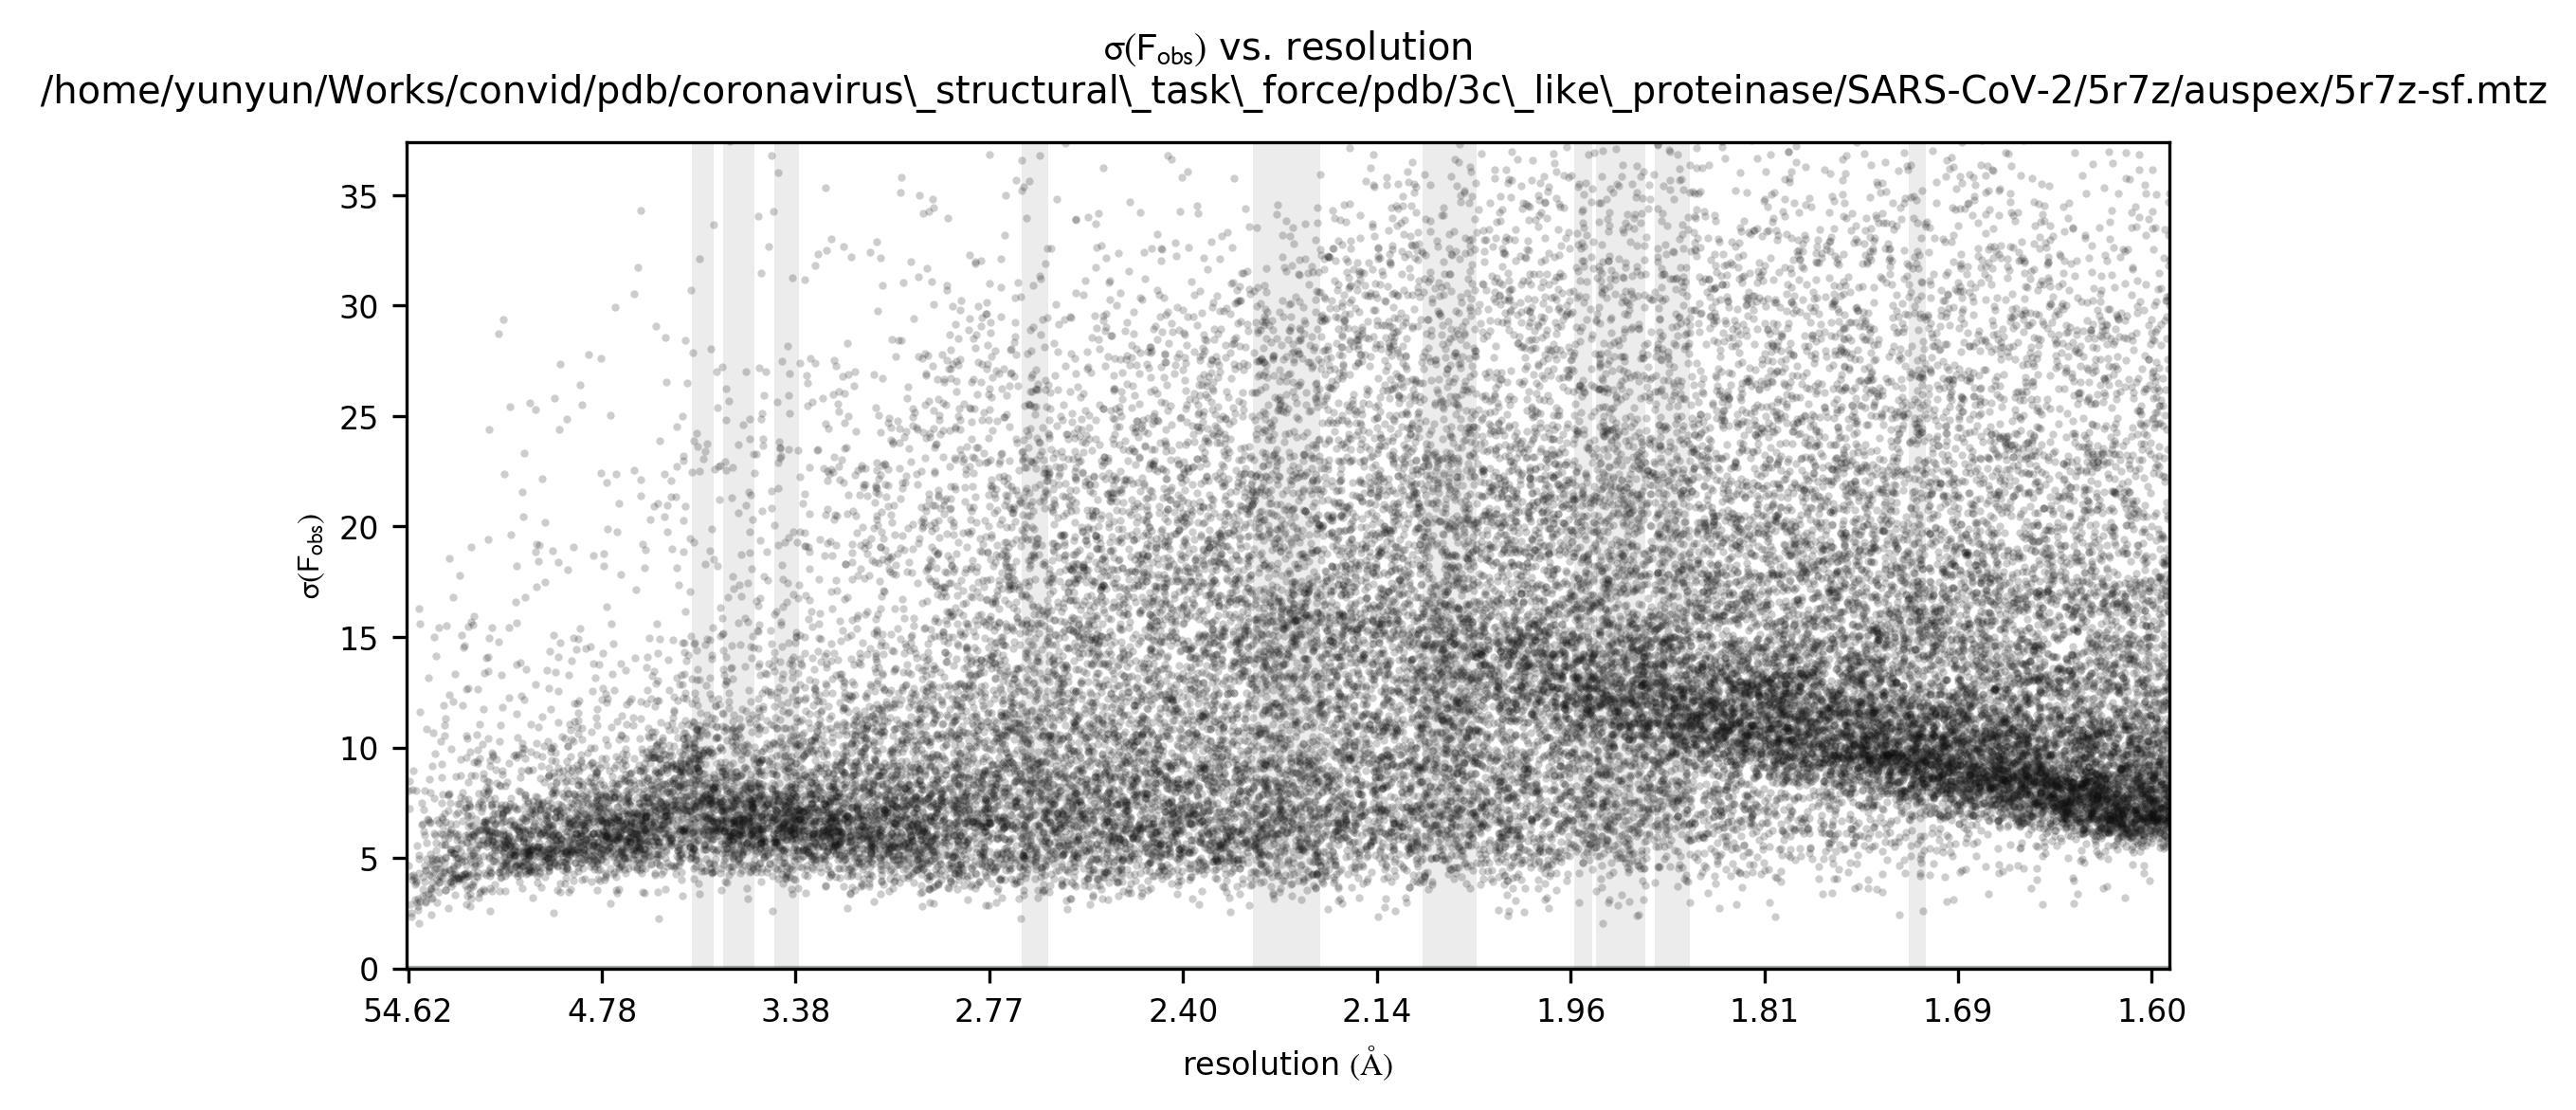 σ(Fobs) vs. resolution
/home/yunyun/Works/convid/pdb/coronavirus\_structural\_task\_force/pdb/3c\_like\_proteinase/SARS-CoV-2/5r7z/auspex/5r7z-sf.mtz
σ(Fobs)
35
30
25
20
15
10
5
0
54.62 4.78 3.38 2.77 2.40 2.14 1.96 1.81 1.69 1.60
resolution (Å)